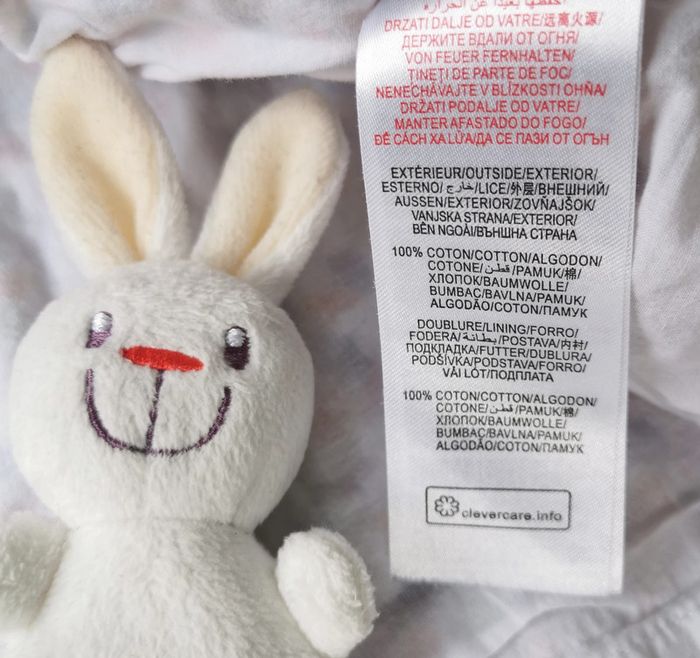 DRŽATI DALJE OD VATRE/远离火源/
ДЕРЖИТЕ ВДАЛИ ОТ ОГНЯ/
VON FEUER FERNHALTEN/
TINEȚI DE PARTE DE FOC/
NENECHÁVAJTE V BLÍZKOSTI OHŇA/
DRŽATI PODALJE OD VATRE/
MANTER AFASTADO DO FOGO/
ĐỂ CÁCH XA LỬA/ДА СЕ ПАЗИ ОТ ОГЪН
EXTÉRIEUR/OUTSIDE/EXTERIOR/
ESTERNO/خارج/LICE/外层/ВНЕШНИЙ/
AUSSEN/EXTERIOR/ZOVŇAJŠOK/
VANJSKA STRANA/EXTERIOR/
BÊN NGOÀI/ВЪНШНА СТРАНА
100% COTON/COTTON/ALGODON/
COTONE/قطن/PAMUK/棉/
ХЛОПОК/BAUMWOLLE/
BUMBAC/BAVLNA/PAMUK/
ALGODÃO/COTON/ПАМУК
DOUBLURE/LINING/FORRO/
FODERA/بطانة/POSTAVA/内衬/
ПОДКЛАДКА/FUTTER/DUBLURA/
PODŠÍVKA/PODSTAVA/FORRO/
VẢI LÓT/ПОДПЛАТА
100% COTON/COTTON/ALGODON/
COTONE/قطن/PAMUK/棉/
ХЛОПОК/BAUMWOLLE/
BUMBAC/BAVLNA/PAMUK/
ALGODÃO/COTON/ПАМУК
clevercare.info